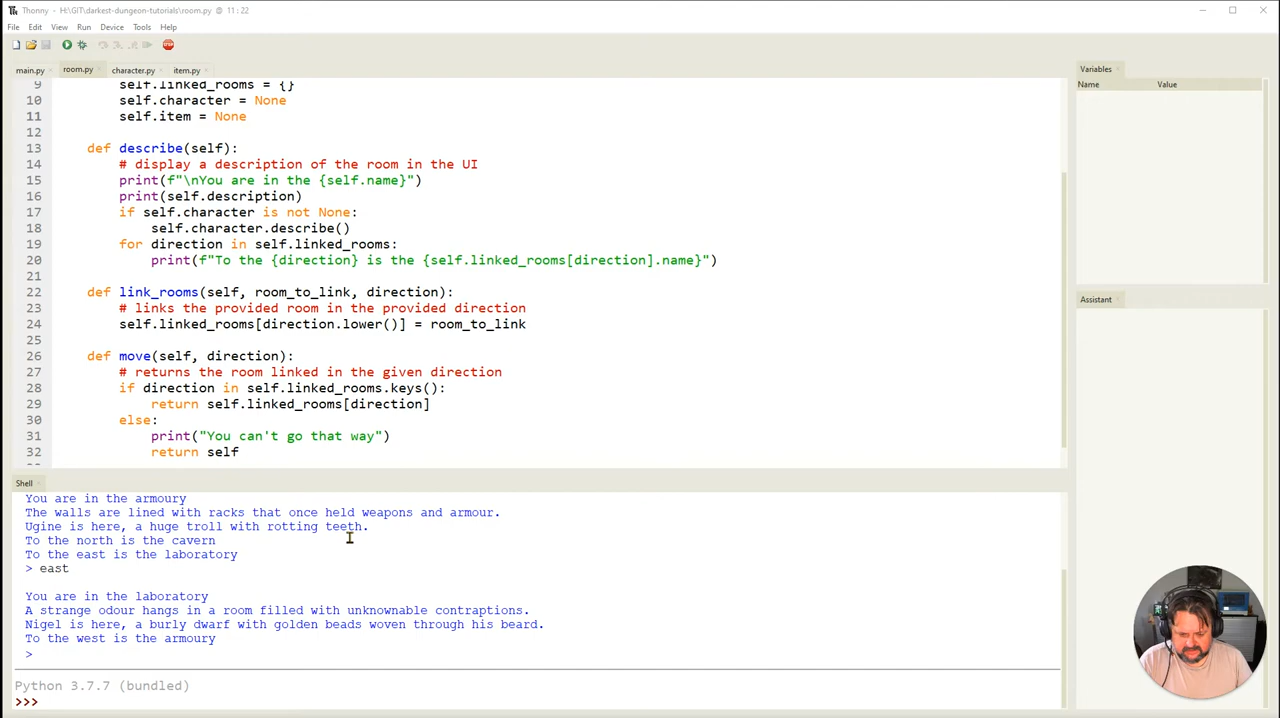 Thonny - H:\GIT\darkest-dungeon-tutorials\room.py @ 11 : 22
File Edit View Run Device Tools Help
STOP
main.py × room.py × character.py × item.py ×
9 self.linked_rooms = {}
10 self.character = None
11 self.item = None
12
13 def describe(self):
14 # display a description of the room in the UI
15 print(f"\nYou are in the {self.name}")
16 print(self.description)
17 if self.character is not None:
18 self.character.describe()
19 for direction in self.linked_rooms:
20 print(f"To the {direction} is the {self.linked_rooms[direction].name}")
21
22 def link_rooms(self, room_to_link, direction):
23 # links the provided room in the provided direction
24 self.linked_rooms[direction.lower()] = room_to_link
25
26 def move(self, direction):
27 # returns the room linked in the given direction
28 if direction in self.linked_rooms.keys():
29 return self.linked_rooms[direction]
30 else:
31 print("You can't go that way")
32 return self
Shell ×
You are in the armoury
The walls are lined with racks that once held weapons and armour.
Ugine is here, a huge troll with rotting teeth.
To the north is the cavern
To the east is the laboratory
> east
You are in the laboratory
A strange odour hangs in a room filled with unknownable contraptions.
Nigel is here, a burly dwarf with golden beads woven through his beard.
To the west is the armoury
>
Python 3.7.7 (bundled)
>>>
Variables ×
Name Value
Assistant ×